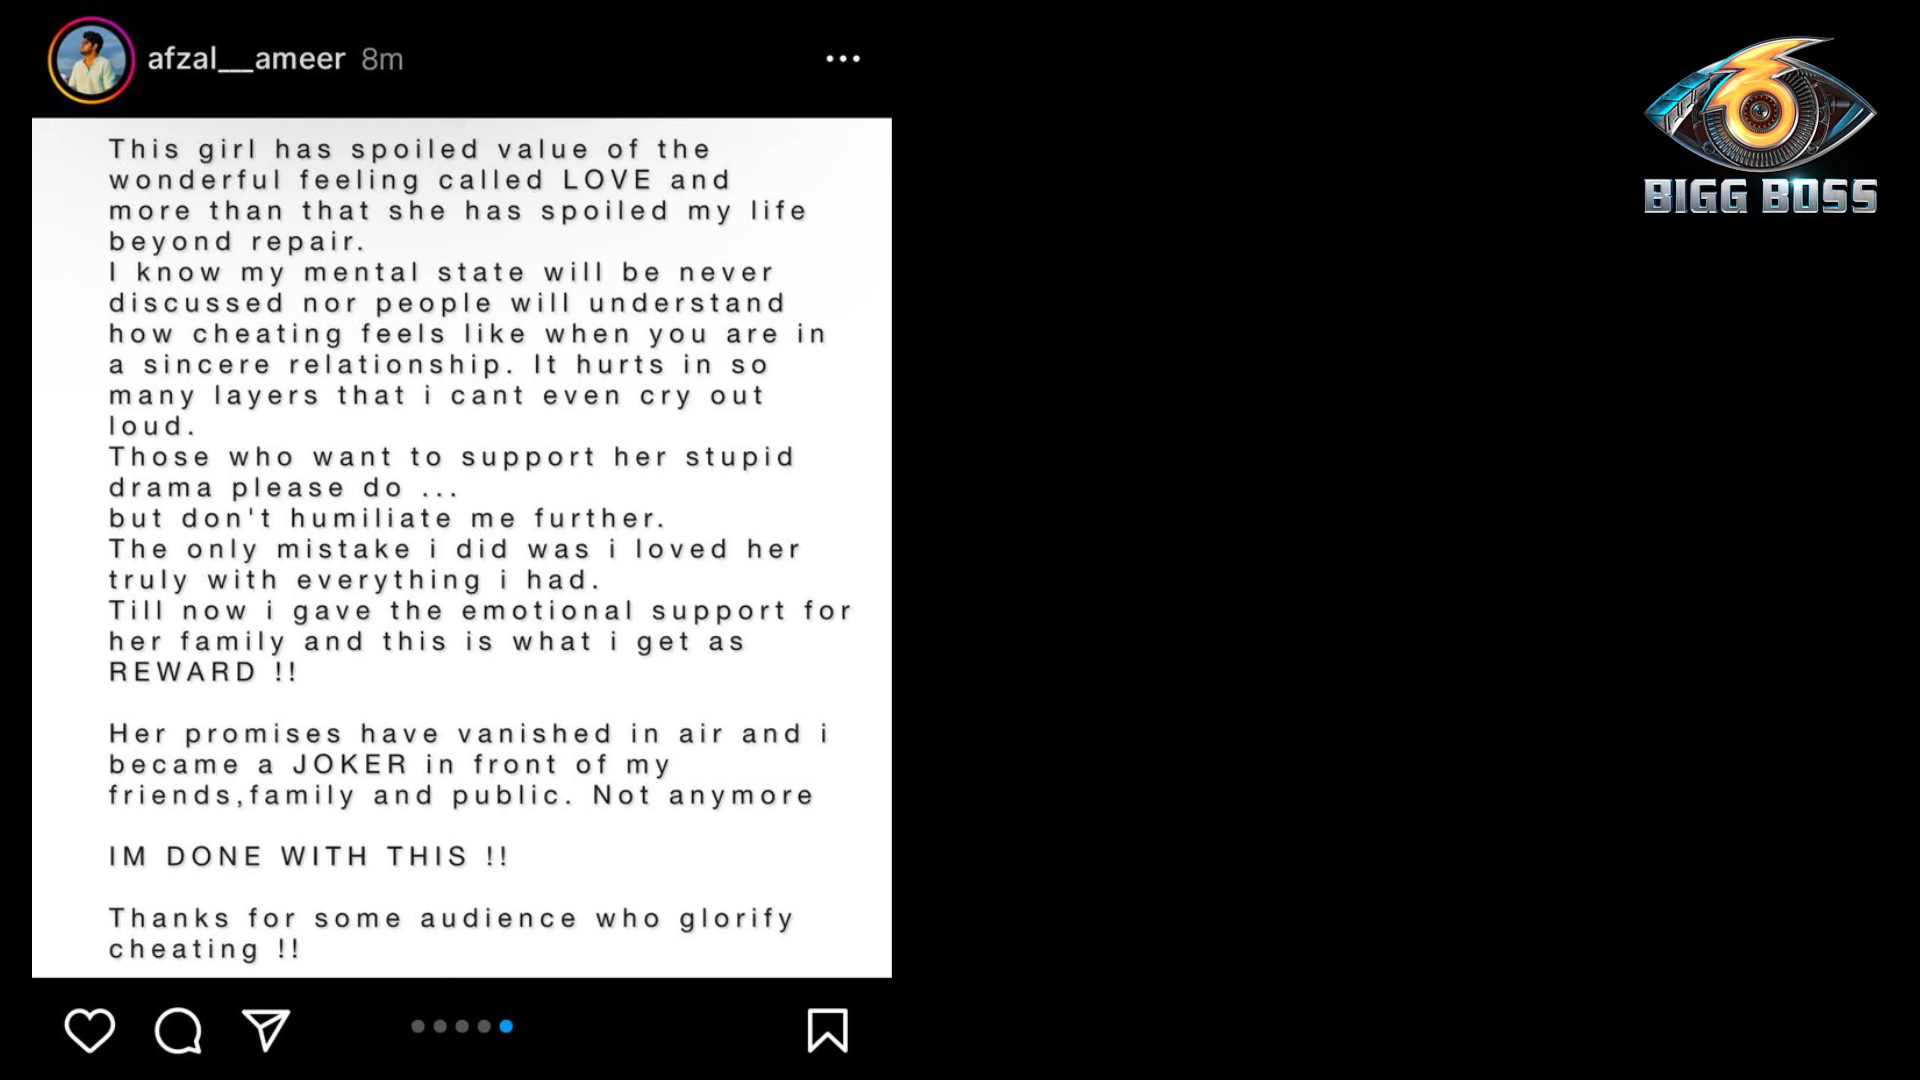 afzal__ameer 8m
This girl has spoiled value of the
wonderful feeling called LOVE and
more than that she has spoiled my life
beyond repair.
I know my mental state will be never
discussed nor people will understand
how cheating feels like when you are in
a sincere relationship. It hurts in so
many layers that i cant even cry out
loud.
Those who want to support her stupid
drama please do ...
but don't humiliate me further.
The only mistake i did was i loved her
truly with everything i had.
Till now i gave the emotional support for
her family and this is what i get as
REWARD !!
Her promises have vanished in air and i
became a JOKER in front of my
friends,family and public. Not anymore
IM DONE WITH THIS !!
Thanks for some audience who glorify
cheating !!
BIGG BOSS